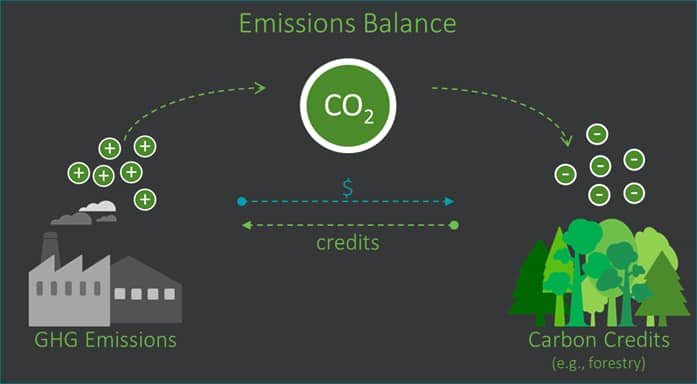 Emissions Balance
CO₂
+ + + + + +
- - - - - -
$
credits
GHG Emissions
Carbon Credits
(e.g., forestry)